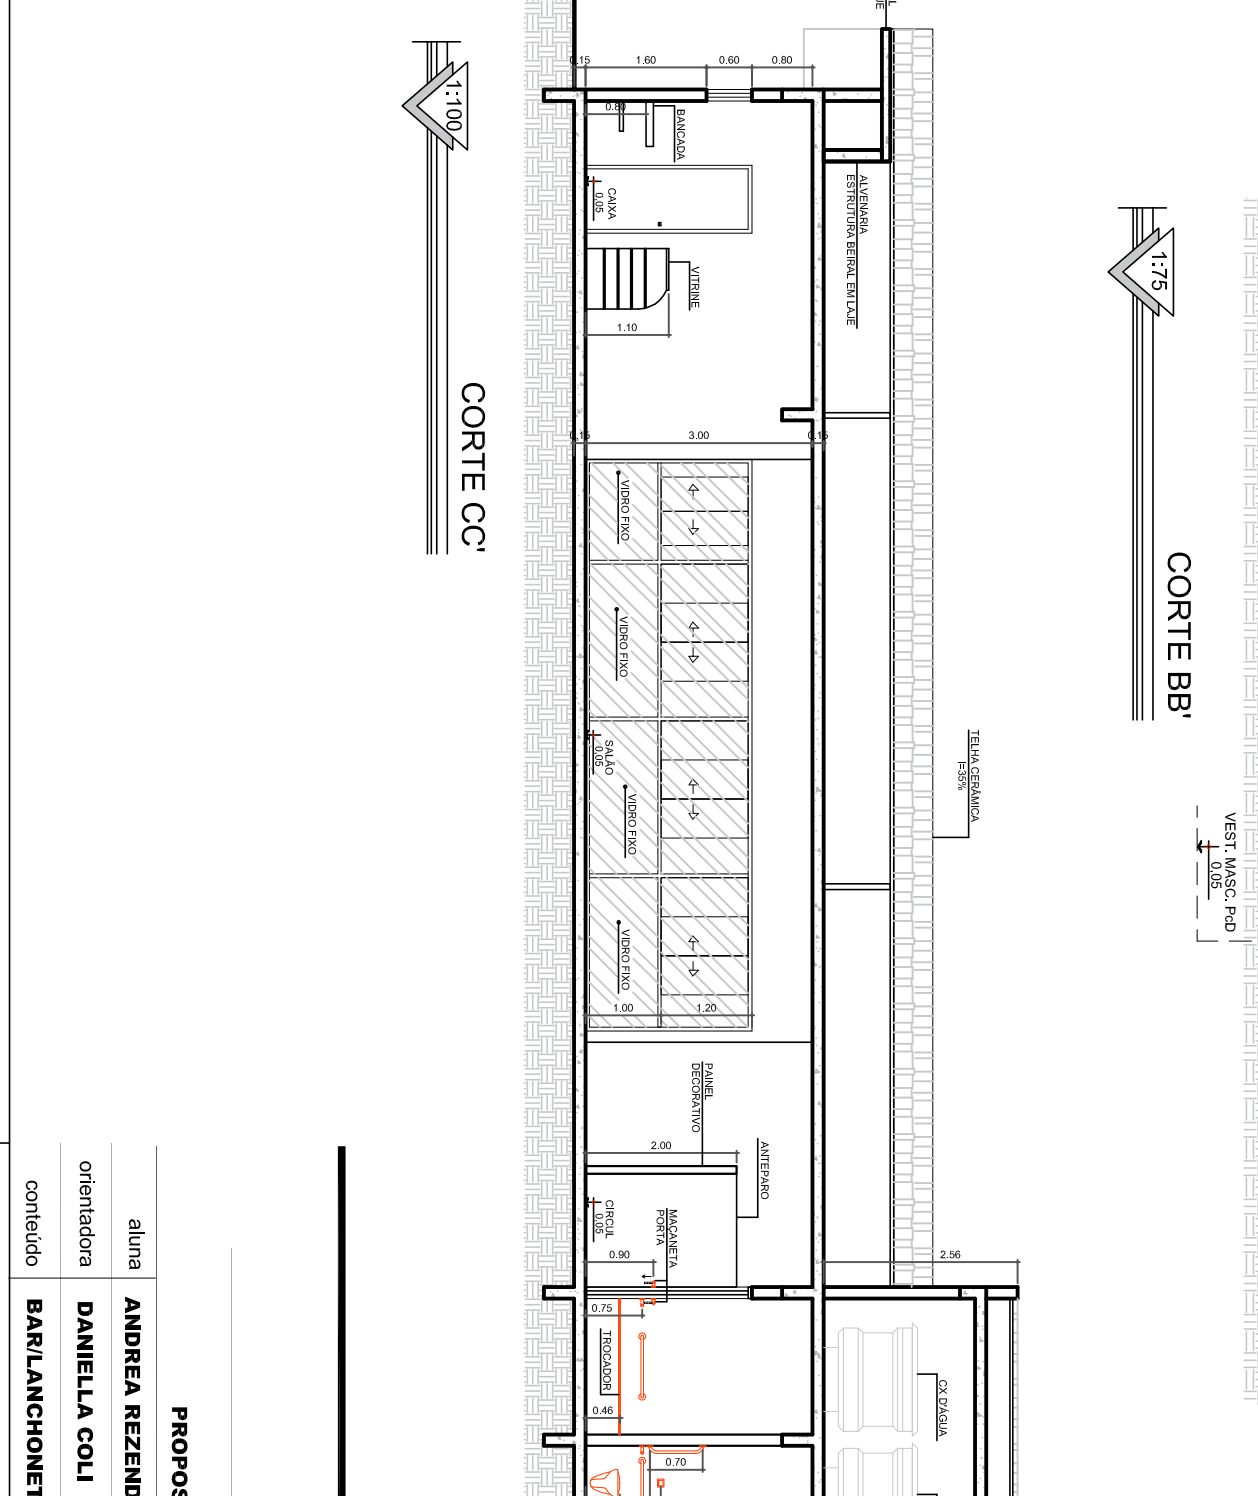 1:75
CORTE BB'
VEST. MASC. PcD
0,05
TELHA CERÂMICA
I=35%
2.56
CX D'ÁGUA
ALVENARIA
ESTRUTURA BEIRAL EM LAJE
0.15
1.60
0.60
0.80
0.80
BANCADA
CAIXA
0,05
VITRINE
1.10
0.15
3.00
0.15
VIDRO FIXO
VIDRO FIXO
VIDRO FIXO
VIDRO FIXO
SALÃO
0,05
1.00
1.20
PAINEL
DECORATIVO
ANTEPARO
2.00
CIRCUL
0,05
MAÇANETA
PORTA
0.90
0.75
TROCADOR
0.46
0.70
1:100
CORTE CC'
aluna
ANDREA REZEND
orientadora
DANIELLA COLI
conteúdo
BAR/LANCHONET
PROPOS